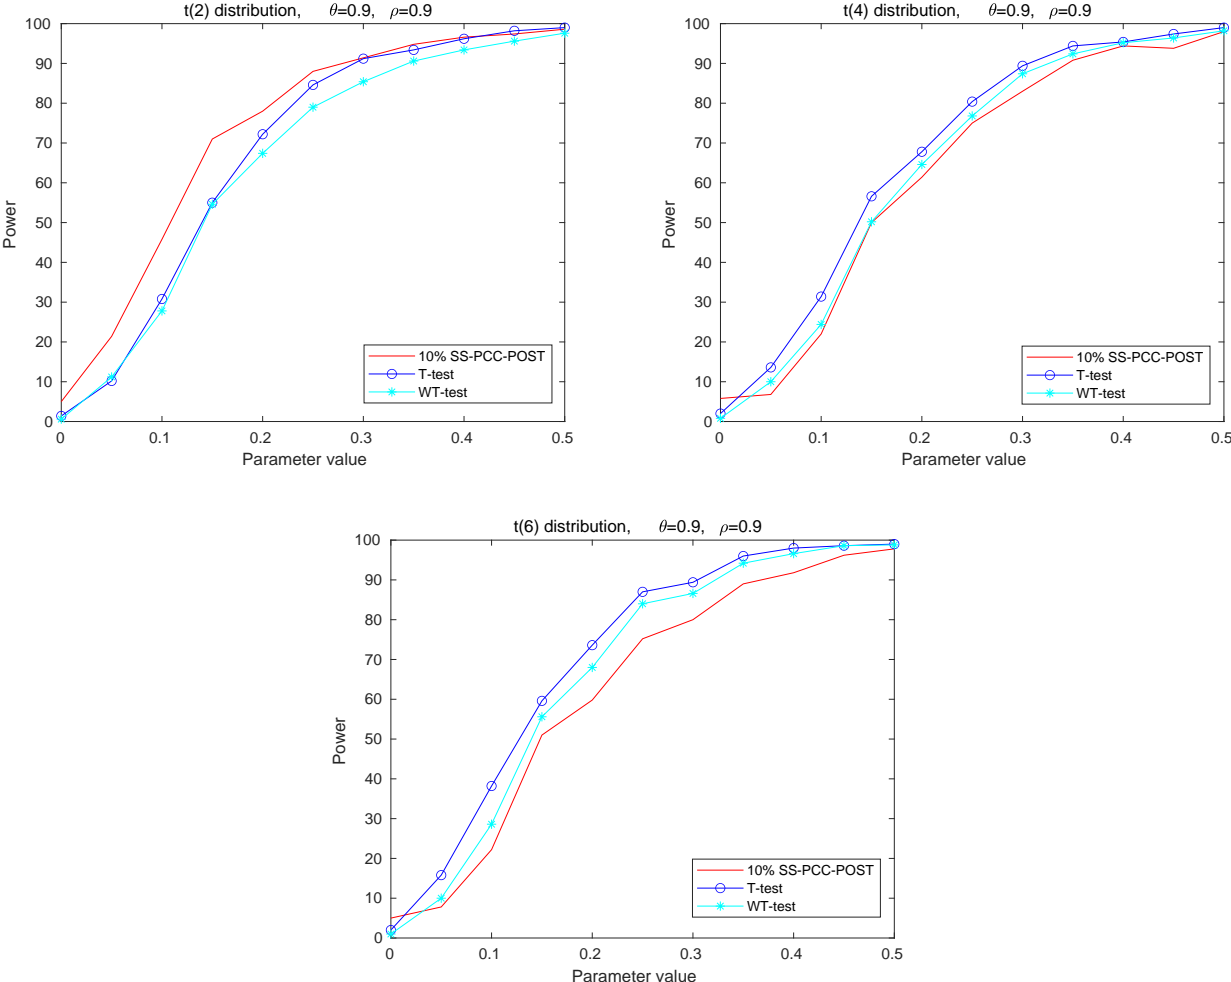 t(2) distribution, θ=0.9, ρ=0.9
100
90
80
70
60
50
40
30
20
10
0
Power
0 0.1 0.2 0.3 0.4 0.5
Parameter value
10% SS-PCC-POST
T-test
WT-test
t(4) distribution, θ=0.9, ρ=0.9
100
90
80
70
60
50
40
30
20
10
0
Power
0 0.1 0.2 0.3 0.4 0.5
Parameter value
10% SS-PCC-POST
T-test
WT-test
t(6) distribution, θ=0.9, ρ=0.9
100
90
80
70
60
50
40
30
20
10
0
Power
0 0.1 0.2 0.3 0.4 0.5
Parameter value
10% SS-PCC-POST
T-test
WT-test